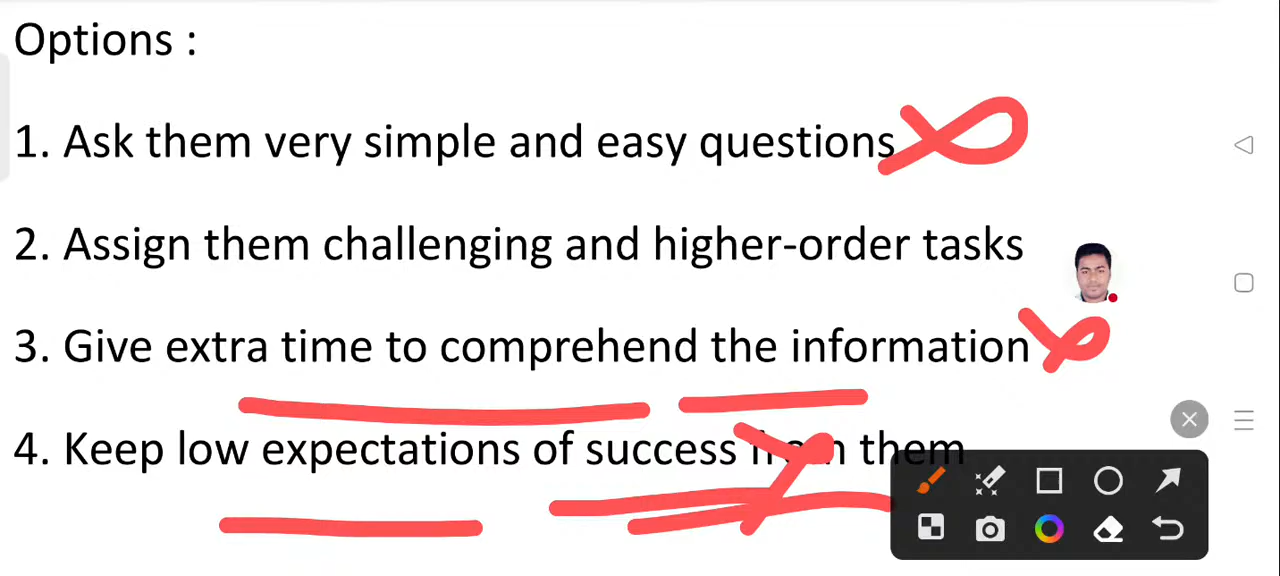 Options :
1. Ask them very simple and easy questions
2. Assign them challenging and higher-order tasks
3. Give extra time to comprehend the information
4. Keep low expectations of success from them